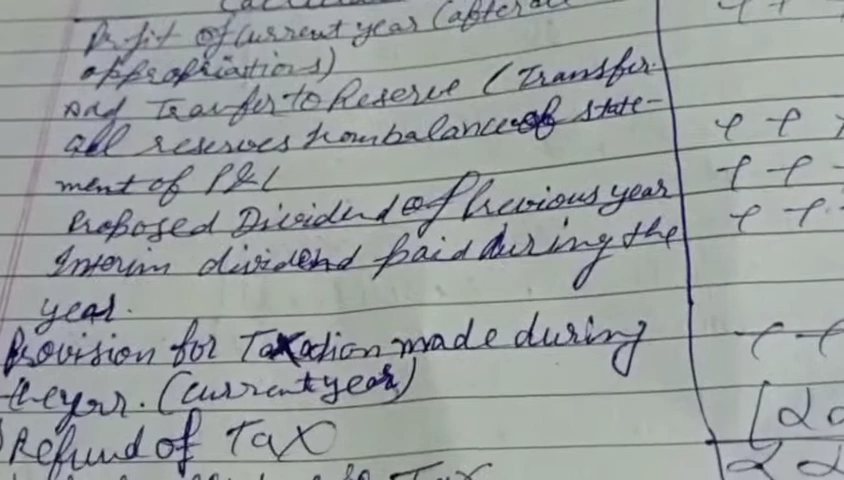 Profit of current year (after all
appropriations)
Add Transfer to Reserve (Transfer
all reserves from balance of state-
ment of P&L
Proposed Dividend of Previous year
Interim dividend paid during the
year.
Provision for Taxation made during
the year. (current year)
Refund of Tax
Tax